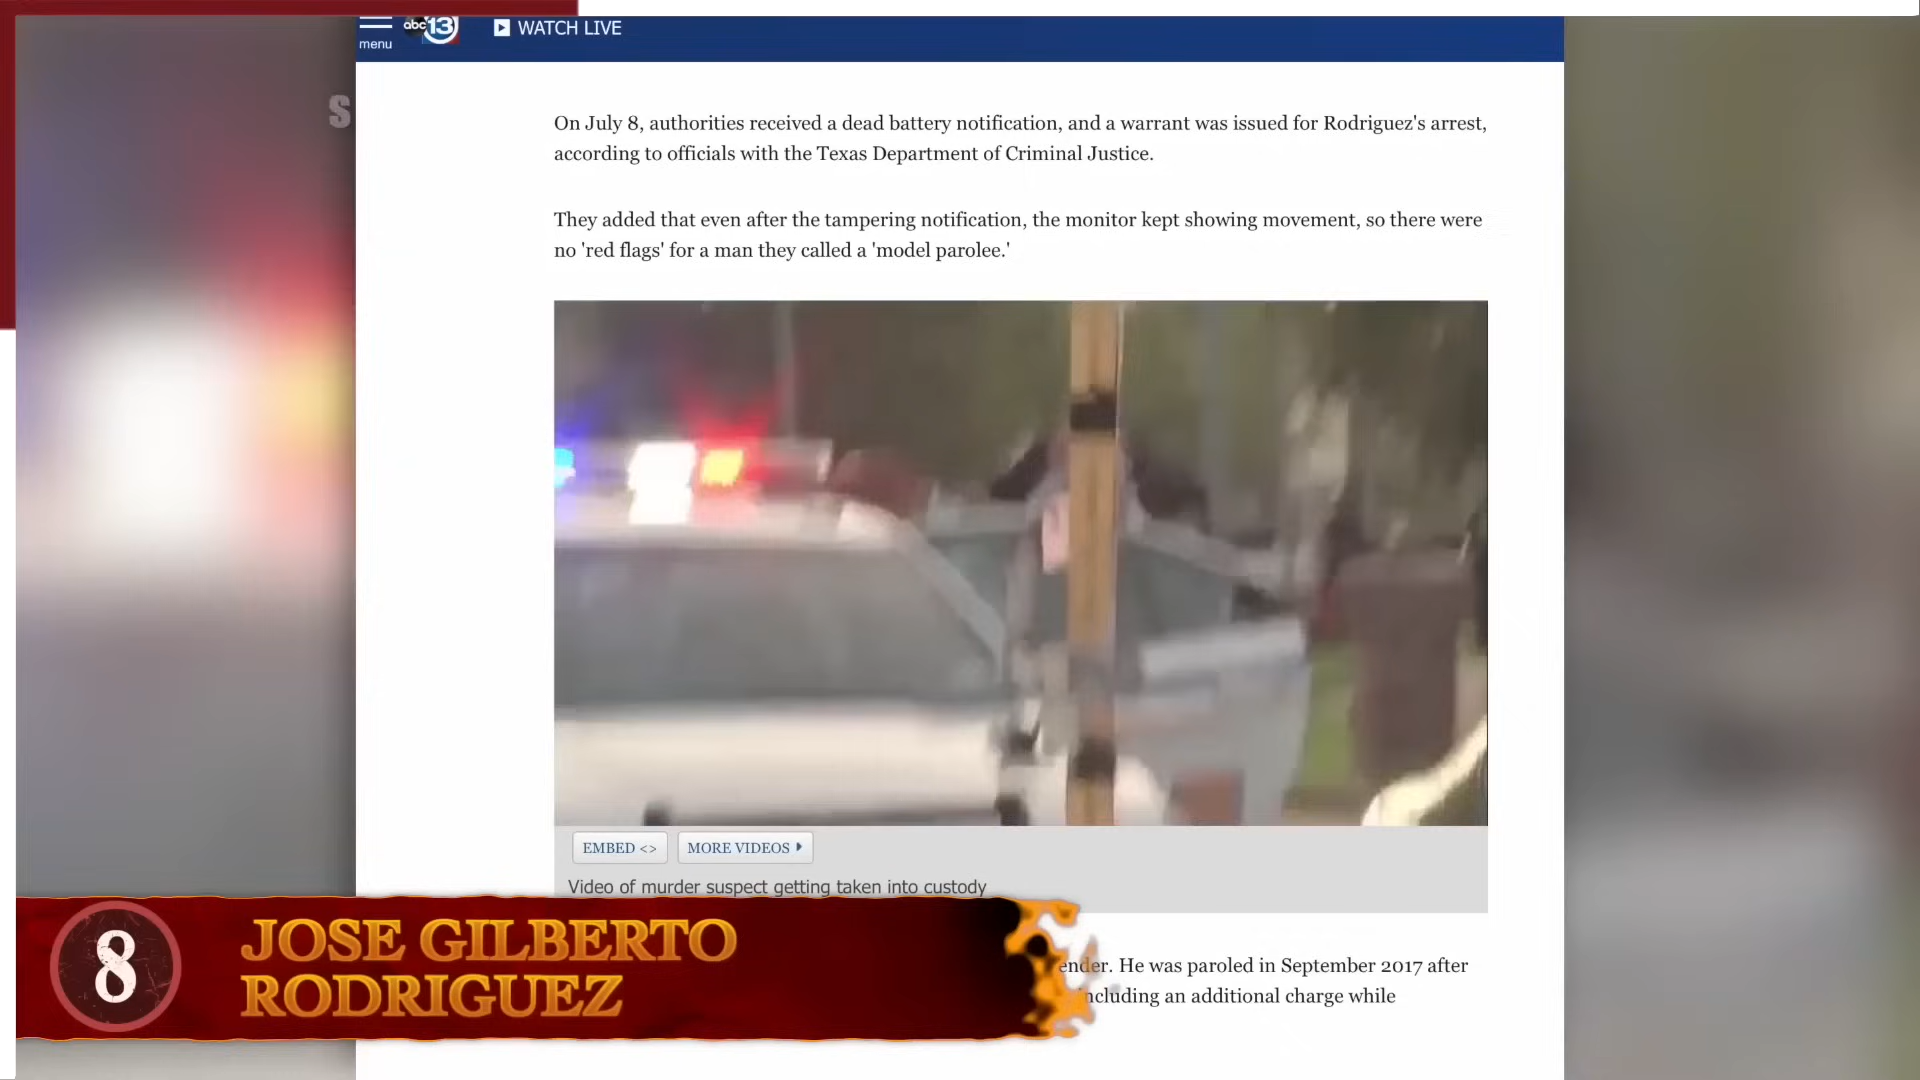 menu
abc 13
WATCH LIVE
S
On July 8, authorities received a dead battery notification, and a warrant was issued for Rodriguez's arrest,
according to officials with the Texas Department of Criminal Justice.
They added that even after the tampering notification, the monitor kept showing movement, so there were
no 'red flags' for a man they called a 'model parolee.'
EMBED <>
MORE VIDEOS
Video of murder suspect getting taken into custody
ender. He was paroled in September 2017 after
including an additional charge while
8
JOSE GILBERTO
RODRIGUEZ